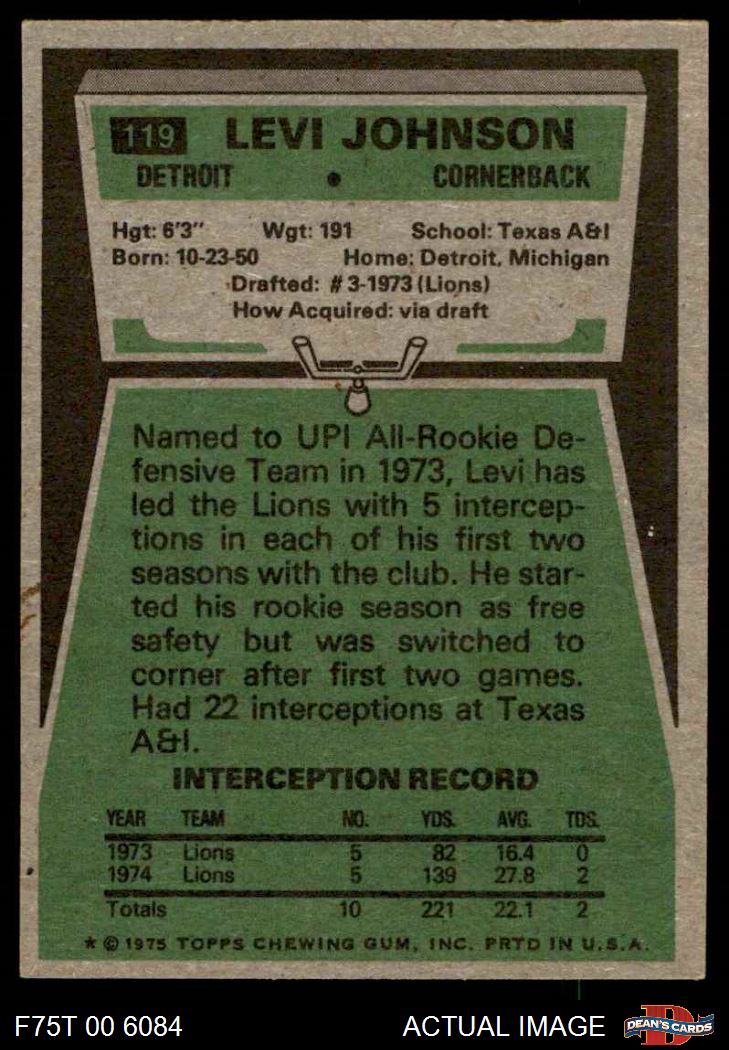 119 LEVI JOHNSON
DETROIT • CORNERBACK
Hgt: 6'3" Wgt: 191 School: Texas A&I
Born: 10-23-50 Home: Detroit, Michigan
Drafted: #3-1973 (Lions)
How Acquired: via draft
Named to UPI All-Rookie De-
fensive Team in 1973, Levi has
led the Lions with 5 intercep-
tions in each of his first two
seasons with the club. He star-
ted his rookie season as free
safety but was switched to
corner after first two games.
Had 22 interceptions at Texas
A&I.
INTERCEPTION RECORD
YEAR TEAM NO. YDS. AVG. TDS.
1973 Lions 5 82 16.4 0
1974 Lions 5 139 27.8 2
Totals 10 221 22.1 2
* © 1975 TOPPS CHEWING GUM, INC. PRTD IN U.S.A.
F75T 00 6084 ACTUAL IMAGE D DEAN'S CARDS